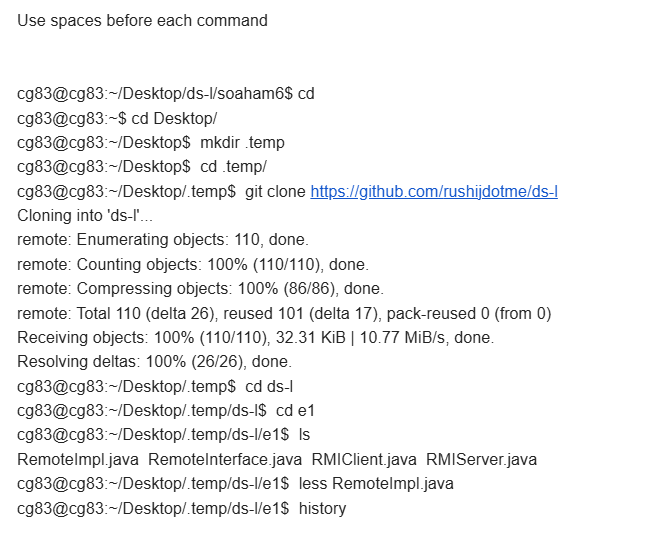 Use spaces before each command
cg83@cg83:~/Desktop/ds-l/soaham6$ cd
cg83@cg83:~$ cd Desktop/
cg83@cg83:~/Desktop$  mkdir .temp
cg83@cg83:~/Desktop$  cd .temp/
cg83@cg83:~/Desktop/.temp$  git clone https://github.com/rushijdotme/ds-l
Cloning into 'ds-l'...
remote: Enumerating objects: 110, done.
remote: Counting objects: 100% (110/110), done.
remote: Compressing objects: 100% (86/86), done.
remote: Total 110 (delta 26), reused 101 (delta 17), pack-reused 0 (from 0)
Receiving objects: 100% (110/110), 32.31 KiB | 10.77 MiB/s, done.
Resolving deltas: 100% (26/26), done.
cg83@cg83:~/Desktop/.temp$  cd ds-l
cg83@cg83:~/Desktop/.temp/ds-l$  cd e1
cg83@cg83:~/Desktop/.temp/ds-l/e1$  ls
RemoteImpl.java  RemoteInterface.java  RMIClient.java  RMIServer.java
cg83@cg83:~/Desktop/.temp/ds-l/e1$  less RemoteImpl.java
cg83@cg83:~/Desktop/.temp/ds-l/e1$  history